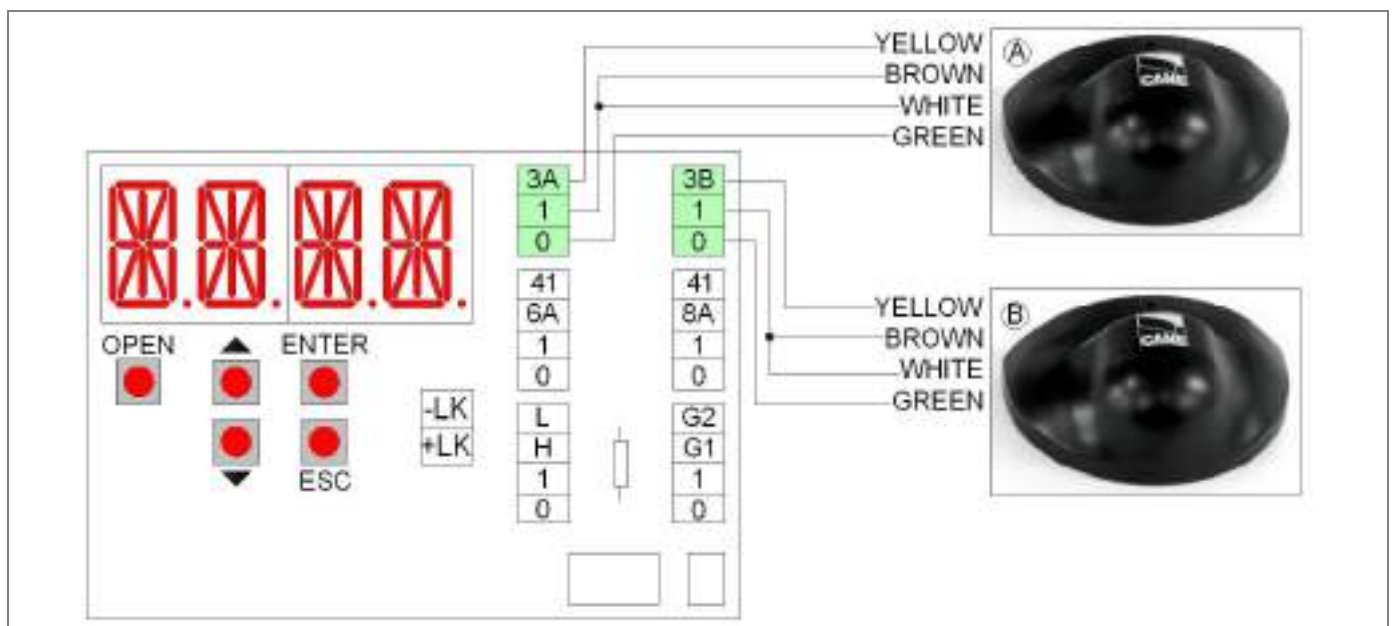 YELLOW
BROWN
WHITE
GREEN
A
CAME
3A
1
0
3B
1
0
41
6A
1
0
41
8A
1
0
YELLOW
BROWN
WHITE
GREEN
B
CAME
OPEN
ENTER
ESC
-LK
+LK
L
H
1
0
G2
G1
1
0